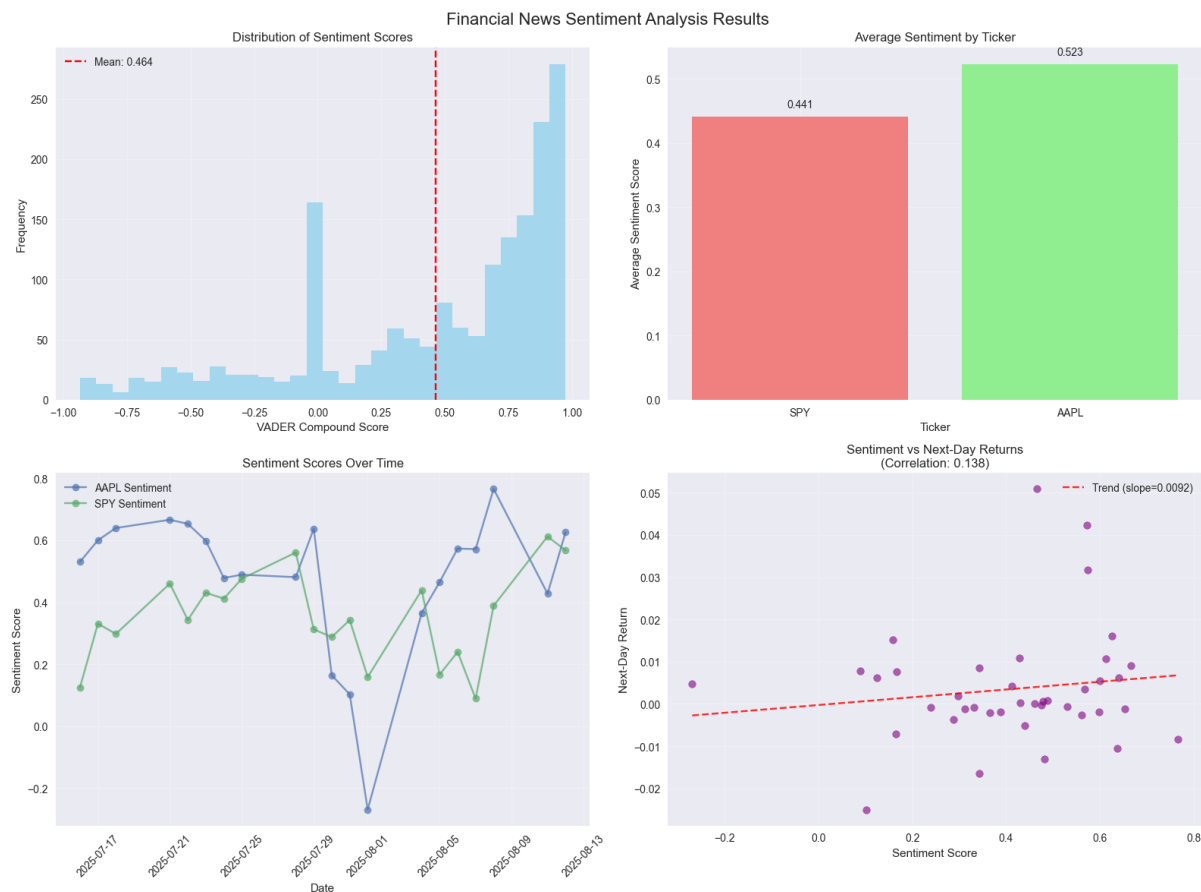 Financial News Sentiment Analysis Results
Distribution of Sentiment Scores
Mean: 0.464
Frequency
250
200
150
100
50
0
−1.00 −0.75 −0.50 −0.25 0.00 0.25 0.50 0.75 1.00
VADER Compound Score
Average Sentiment by Ticker
0.441
0.523
Average Sentiment Score
0.5
0.4
0.3
0.2
0.1
0.0
SPY AAPL
Ticker
Sentiment Scores Over Time
AAPL Sentiment
SPY Sentiment
Sentiment Score
0.8
0.6
0.4
0.2
0.0
−0.2
2025-07-17 2025-07-21 2025-07-25 2025-07-29 2025-08-01 2025-08-05 2025-08-09 2025-08-13
Date
Sentiment vs Next-Day Returns
(Correlation: 0.138)
Trend (slope=0.0092)
Next-Day Return
0.05
0.04
0.03
0.02
0.01
0.00
−0.01
−0.02
−0.2 0.0 0.2 0.4 0.6 0.8
Sentiment Score